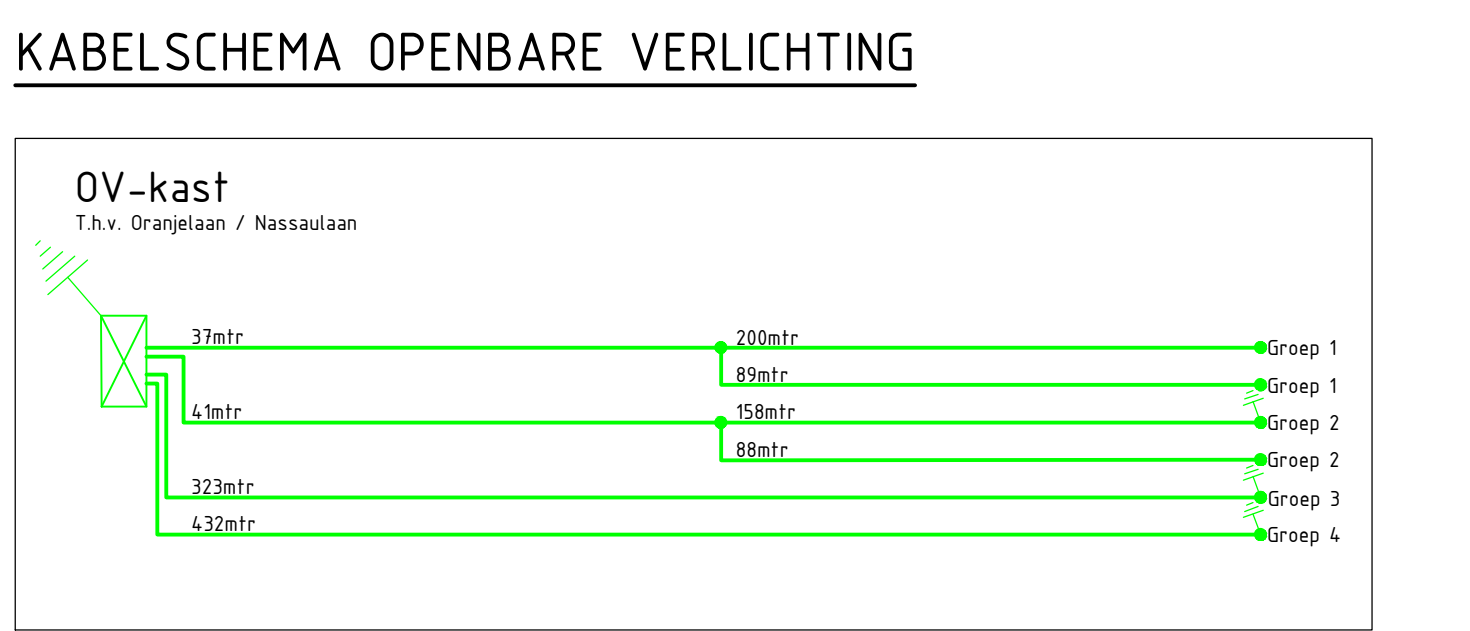 KABELSCHEMA OPENBARE VERLICHTING
OV-kast
T.h.v. Oranjelaan / Nassaulaan
37mtr
200mtr
Groep 1
89mtr
Groep 1
41mtr
158mtr
Groep 2
88mtr
Groep 2
323mtr
Groep 3
432mtr
Groep 4